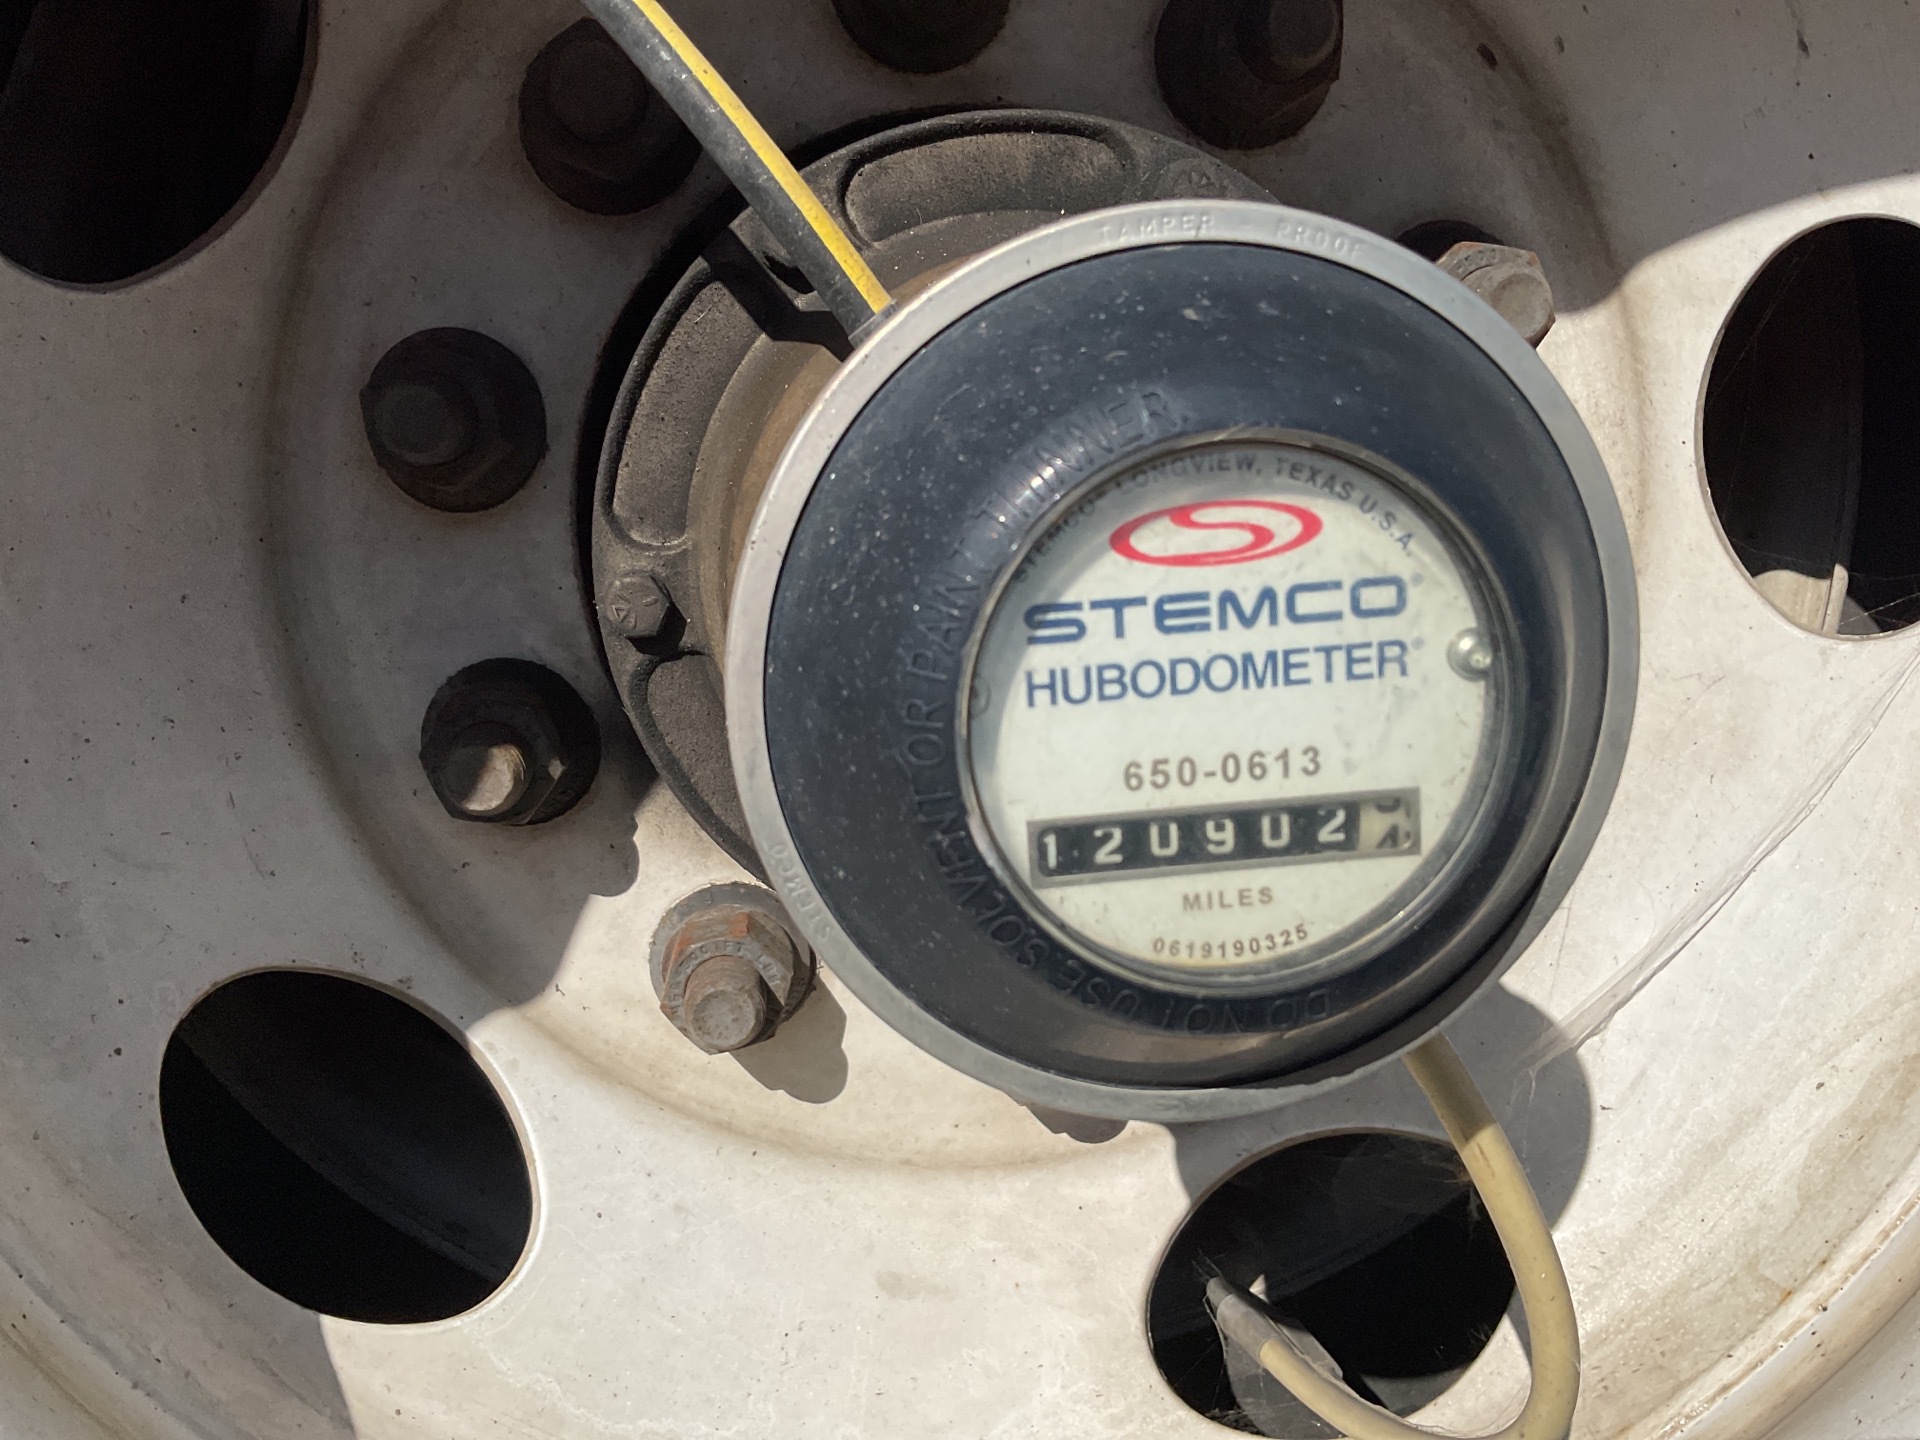 TAMPER - PROOF
DO NOT USE SOLVENT OR PAINT THINNER.
STEMCO - LONGVIEW, TEXAS U.S.A.
STEMCO®
HUBODOMETER®
650-0613
120902
MILES
0619190325
STEMCO